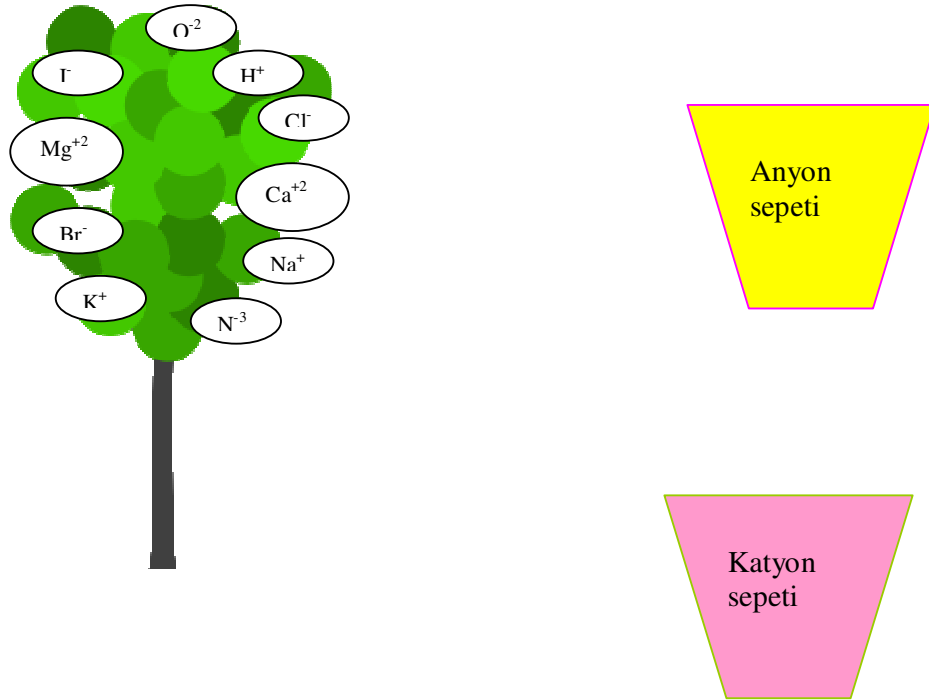 O⁻²
I⁻
H⁺
Cl⁻
Mg⁺²
Ca⁺²
Br⁻
Na⁺
K⁺
N⁻³
Anyon
sepeti
Katyon
sepeti